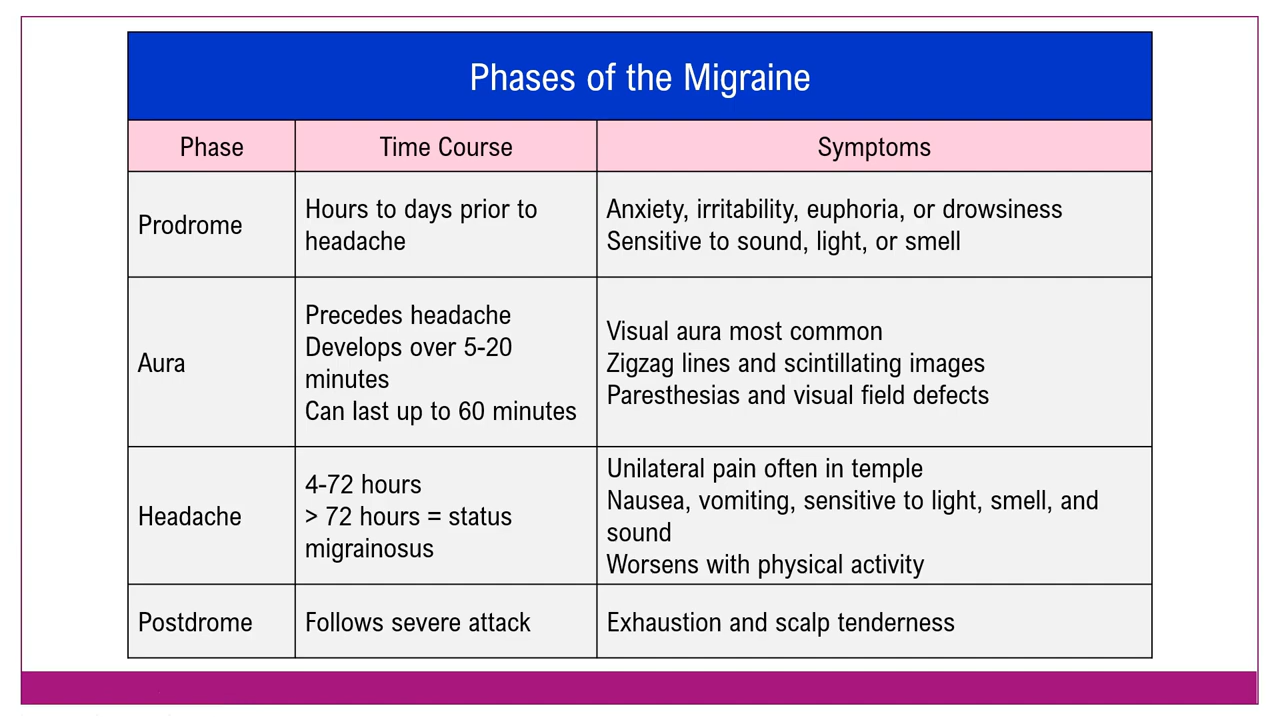 Phases of the Migraine
Phase
Time Course
Symptoms
Prodrome
Hours to days prior to
headache
Anxiety, irritability, euphoria, or drowsiness
Sensitive to sound, light, or smell
Aura
Precedes headache
Develops over 5-20
minutes
Can last up to 60 minutes
Visual aura most common
Zigzag lines and scintillating images
Paresthesias and visual field defects
Headache
4-72 hours
> 72 hours = status
migrainosus
Unilateral pain often in temple
Nausea, vomiting, sensitive to light, smell, and
sound
Worsens with physical activity
Postdrome
Follows severe attack
Exhaustion and scalp tenderness